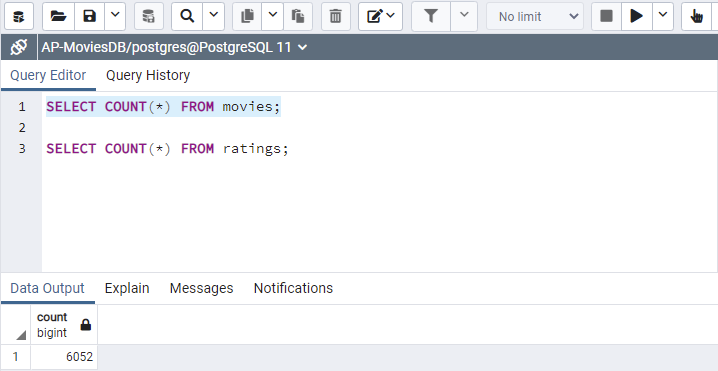 No limit
AP-MoviesDB/postgres@PostgreSQL 11
Query Editor Query History
1 SELECT COUNT(*) FROM movies;
2
3 SELECT COUNT(*) FROM ratings;
Data Output Explain Messages Notifications
count
bigint
1 6052